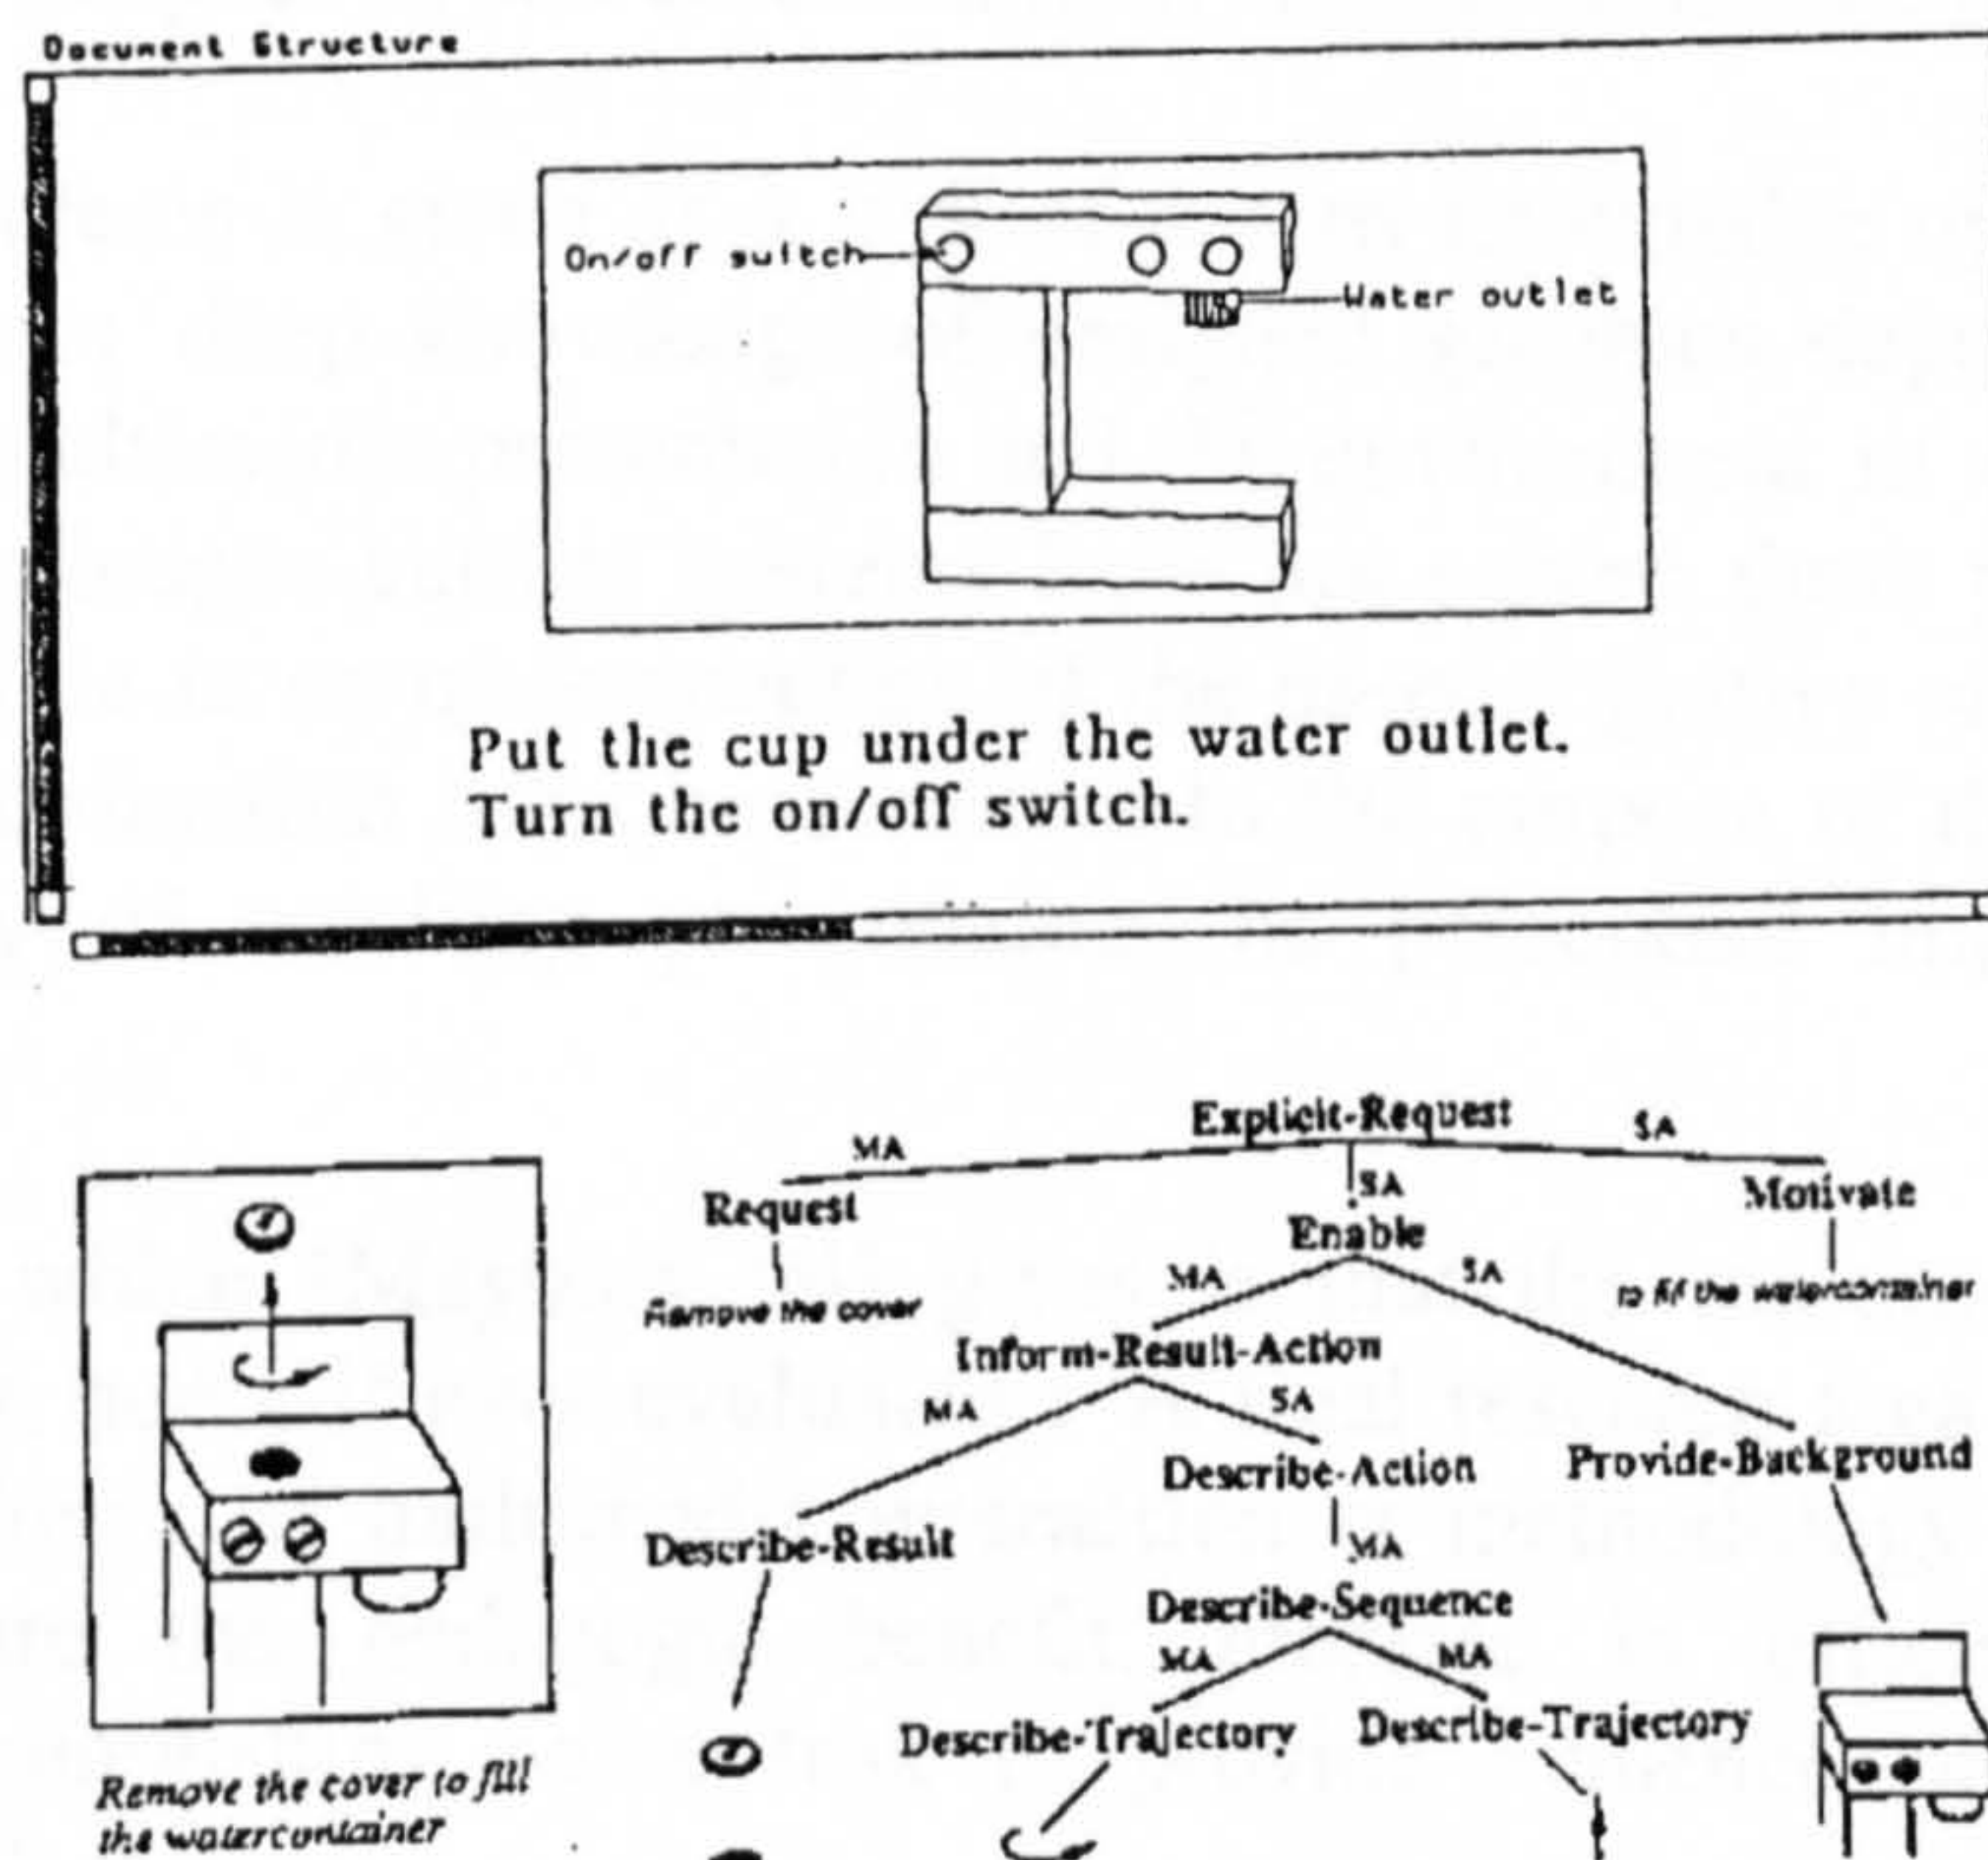 Document Structure
On/off switch
Water outlet
Put the cup under the water outlet.
Turn the on/off switch.
Explicit-Request
MA
SA
SA
Request
Enable
Motivate
Remove the cover
to fill the watercontainer
MA
SA
Inform-Result-Action
MA
SA
Describe-Result
Describe-Action
Provide-Background
MA
Describe-Sequence
MA
MA
Describe-Trajectory
Describe-Trajectory
Remove the cover to fill
the watercontainer